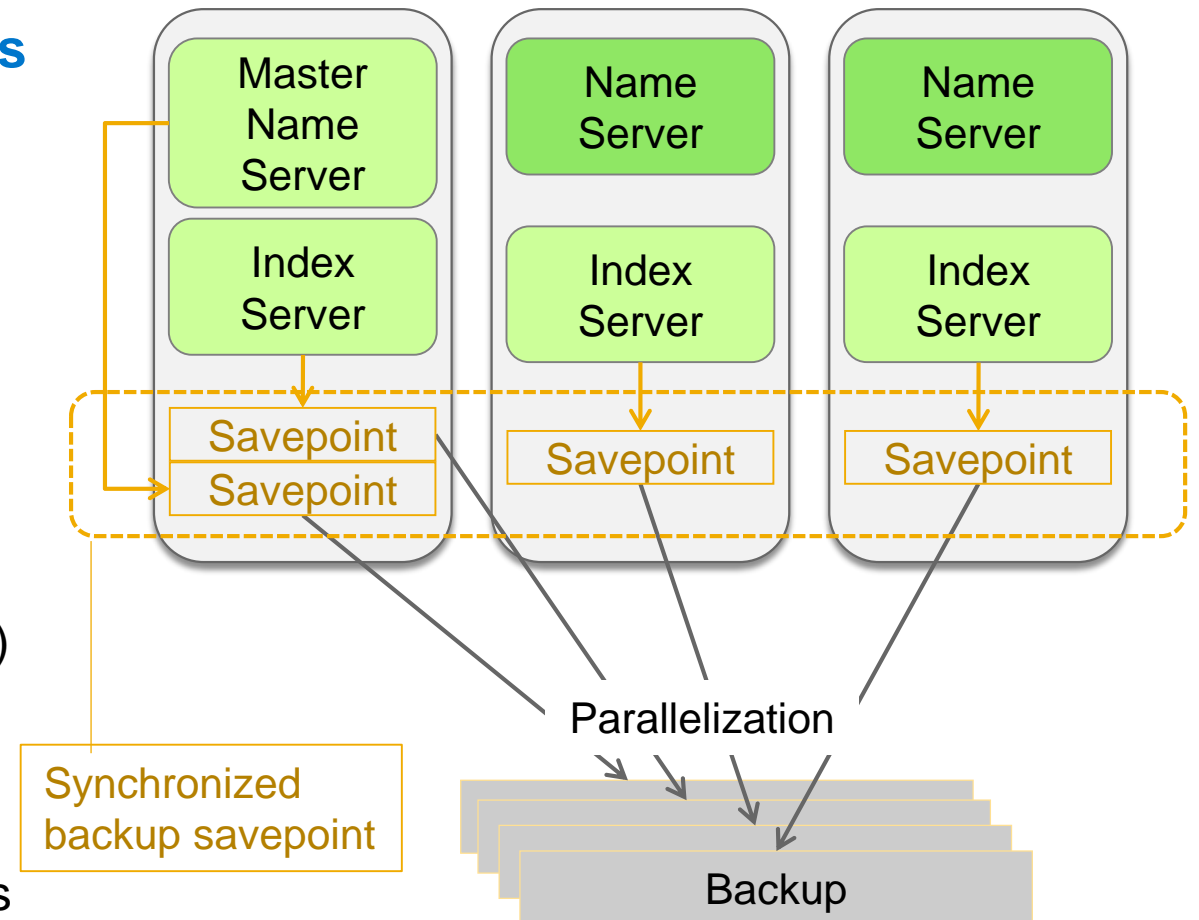 s
Master
Name
Server
Name
Server
Name
Server
Index
Server
Index
Server
Index
Server
Savepoint
Savepoint
Savepoint
Savepoint
)
Parallelization
Synchronized
backup savepoint
s
Backup